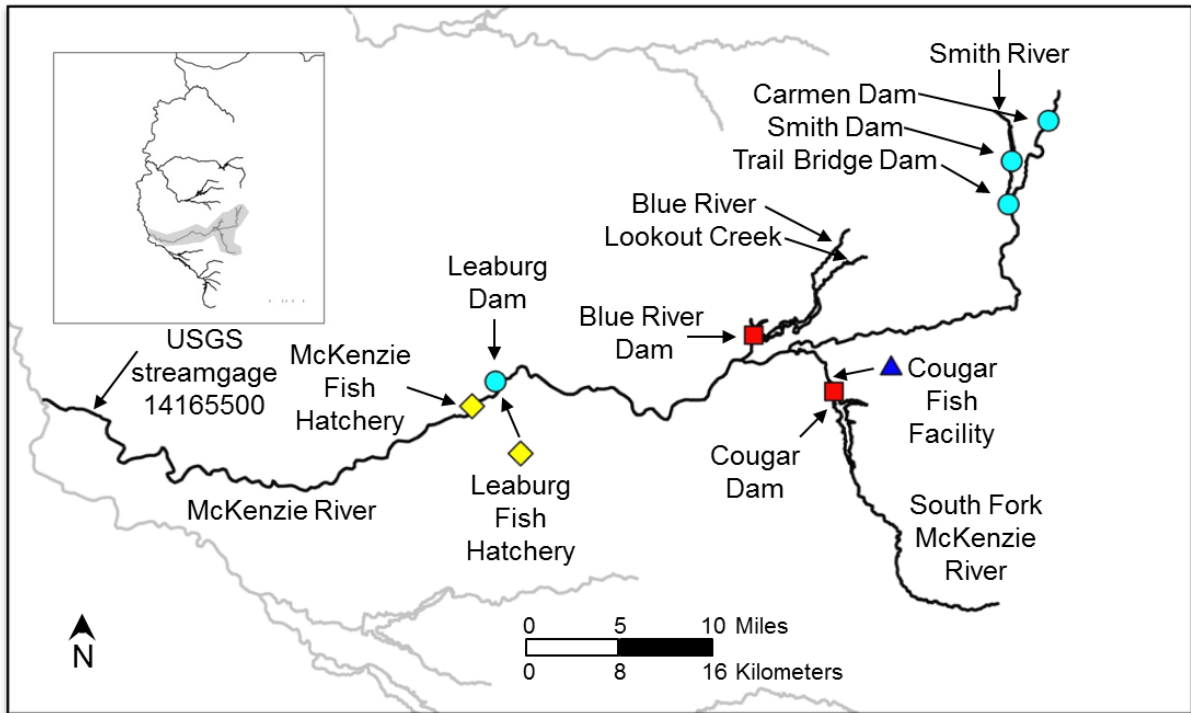 Smith River
Carmen Dam
Smith Dam
Trail Bridge Dam
Blue River
Lookout Creek
Leaburg
Dam
Blue River
Dam
USGS
streamgage
14165500
McKenzie
Fish
Hatchery
Cougar
Fish
Facility
Cougar
Dam
Leaburg
Fish
Hatchery
McKenzie River
South Fork
McKenzie
River
N
0 5 10 Miles
0 8 16 Kilometers